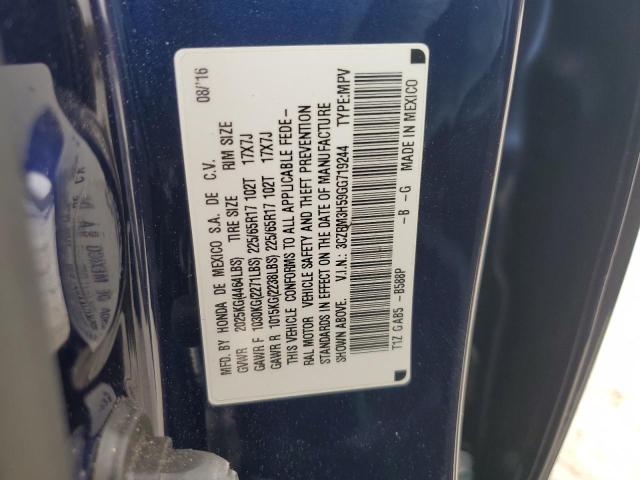 MFD. BY HONDA DE MEXICO S.A. DE C.V. 08/'16
GVWR 2025KG(4464LBS) TIRE SIZE RIM SIZE
GAWR F 1030KG(2271LBS) 225/65R17 102T 17X7J
GAWR R 1015KG(2238LBS) 225/65R17 102T 17X7J
THIS VEHICLE CONFORMS TO ALL APPLICABLE FEDE-
RAL MOTOR VEHICLE SAFETY AND THEFT PREVENTION
STANDARDS IN EFFECT ON THE DATE OF MANUFACTURE
SHOWN ABOVE. V.I.N.: 3CZRM3H59GG719244 TYPE:MPV
T1Z GAB5 -B588P -B -G MADE IN MEXICO
DE MEXICO